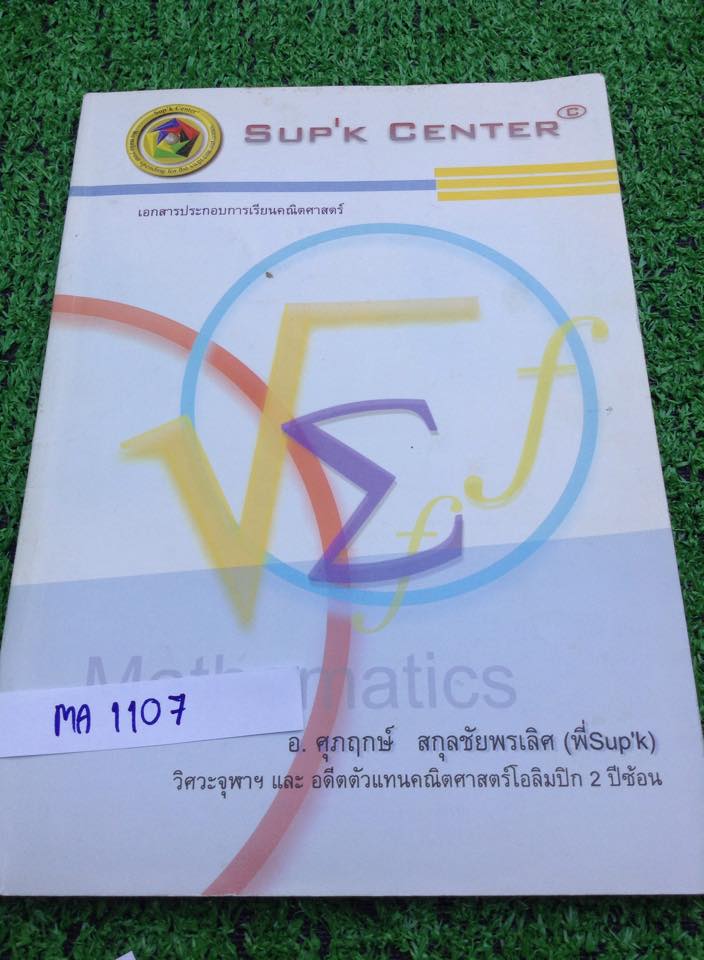 SUP'K CENTER ©
เอกสารประกอบการเรียนคณิตศาสตร์
√ Σ f f
MA 1107
อ. ศุภฤกษ์ สกุลชัยพรเลิศ (พี่Sup'k)
วิศวะจุฬาฯ และ อดีตตัวแทนคณิตศาสตร์โอลิมปิก 2 ปีซ้อน